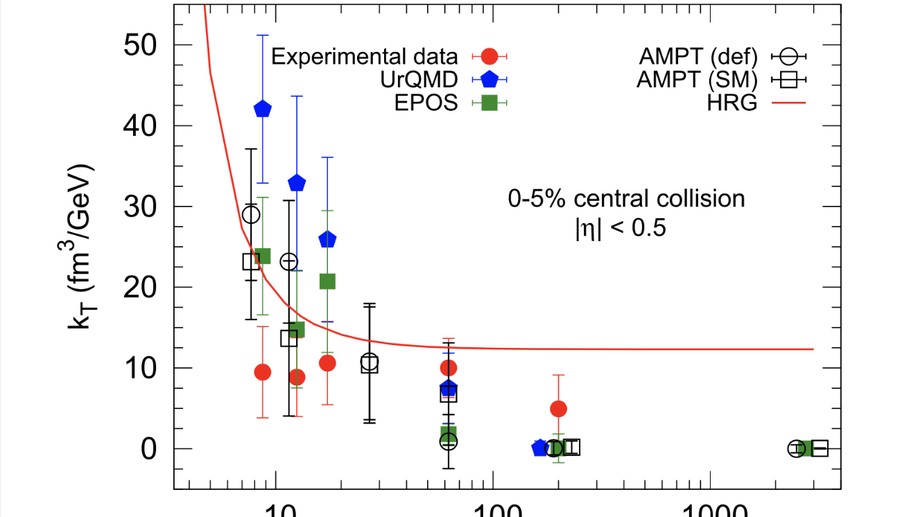 50
40
30
20
10
0
k_T (fm³/GeV)
Experimental data
UrQMD
EPOS
AMPT (def)
AMPT (SM)
HRG
0-5% central collision
|η| < 0.5
10
100
1000